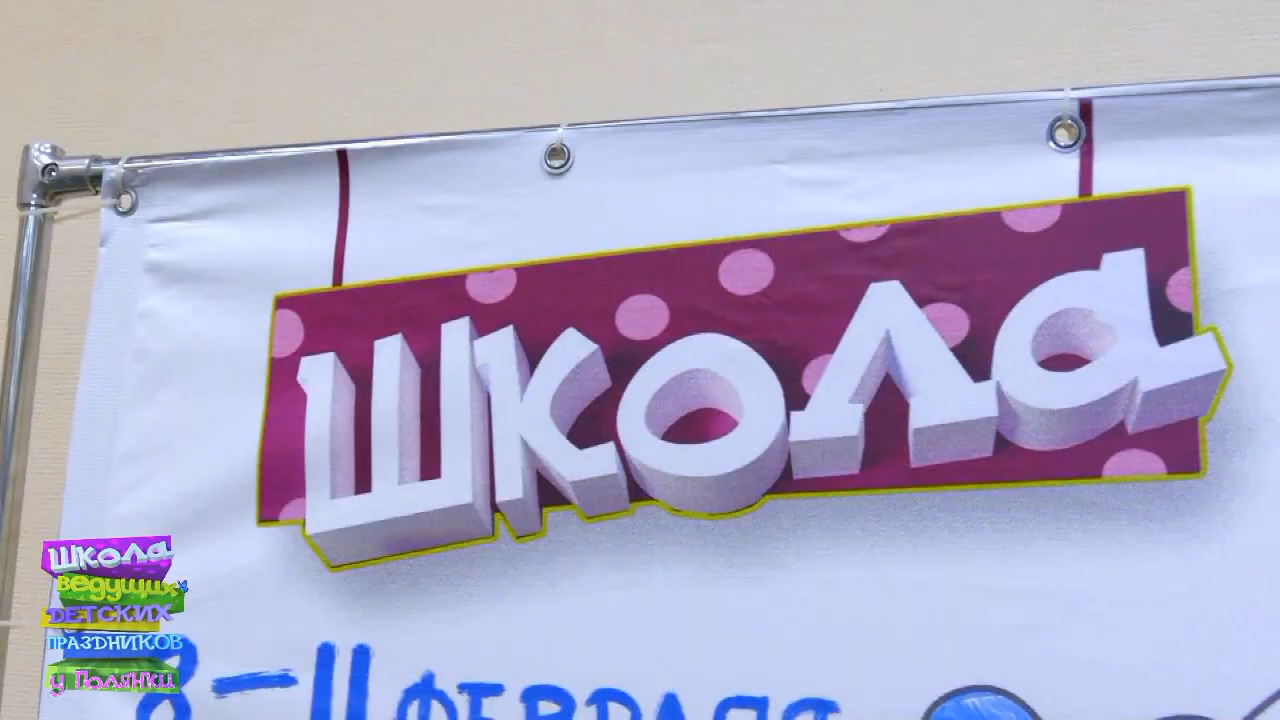 школа
8-11 ФЕВРАЛЯ
ШКОЛА
ведущих
ДЕТСКИХ
ПРАЗДНИКОВ
у Полянки